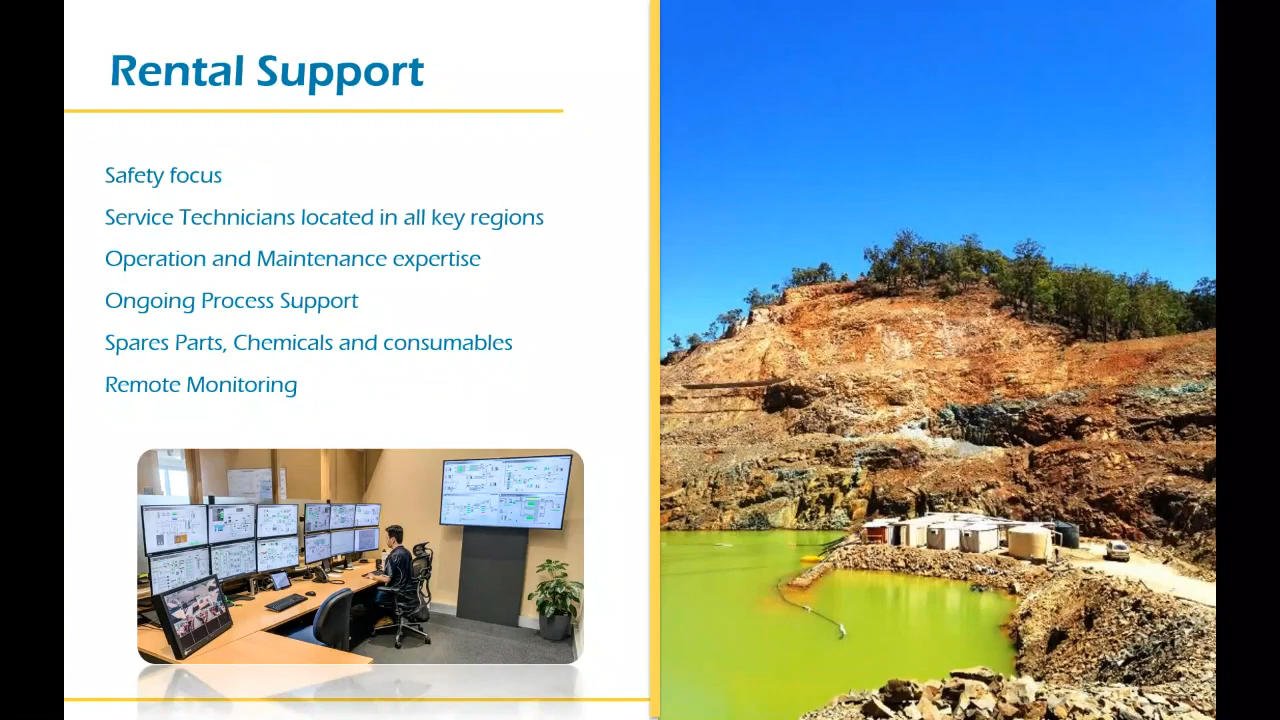 Rental Support
Safety focus
Service Technicians located in all key regions
Operation and Maintenance expertise
Ongoing Process Support
Spares Parts, Chemicals and consumables
Remote Monitoring